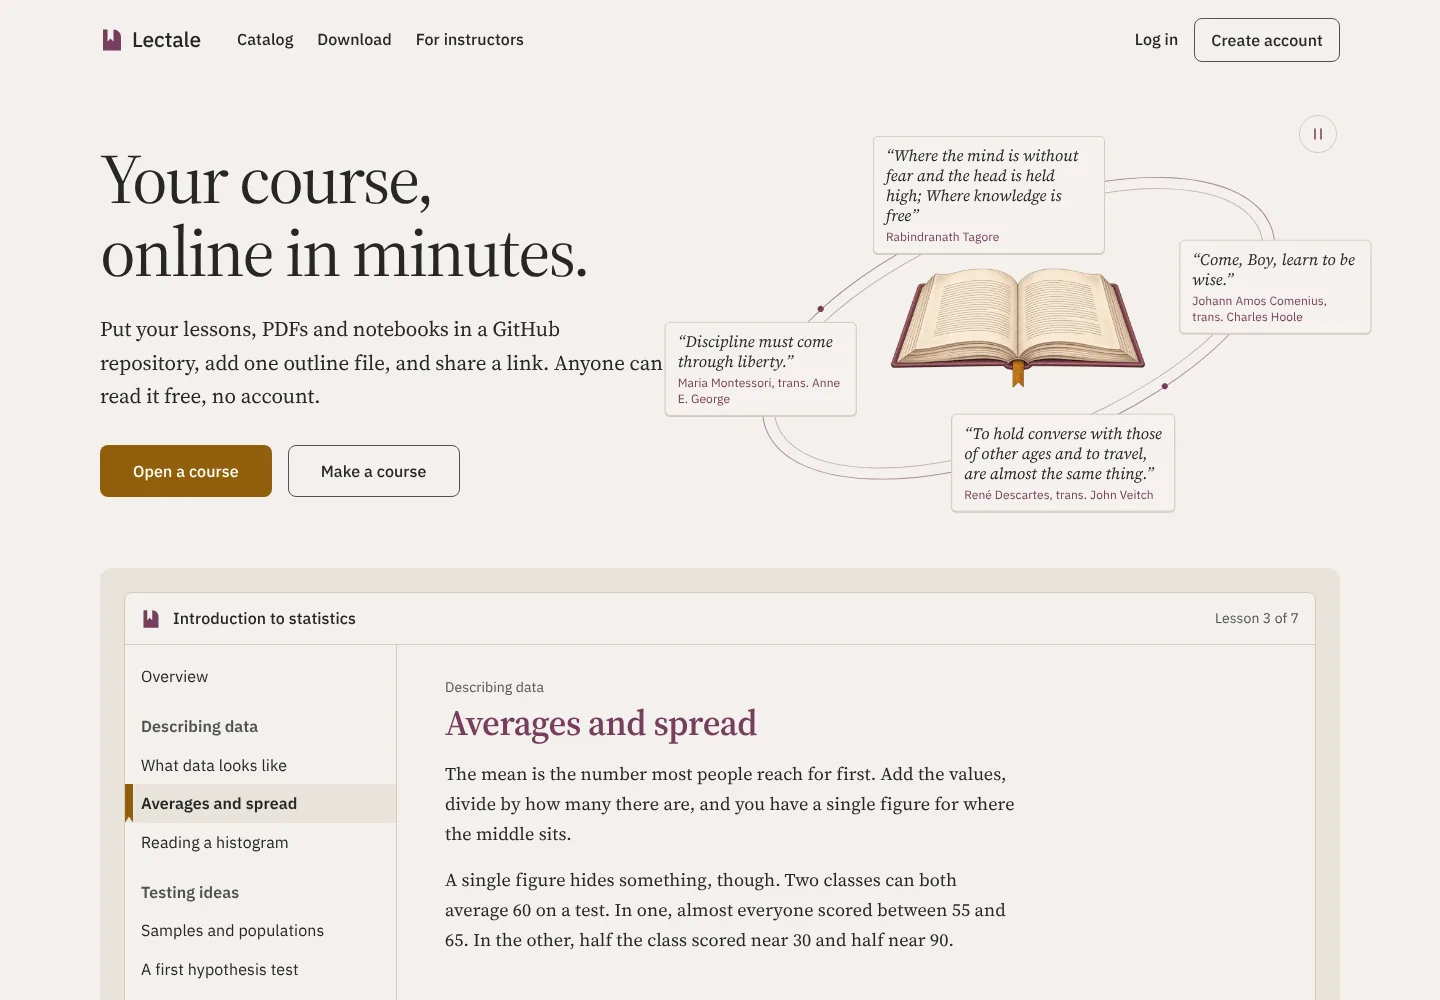 Lectale
Catalog
Download
For instructors
Log in
Create account
Your course,
online in minutes.
Put your lessons, PDFs and notebooks in a GitHub
repository, add one outline file, and share a link. Anyone can
read it free, no account.
Open a course
Make a course
“Where the mind is without
fear and the head is held
high; Where knowledge is
free”
Rabindranath Tagore
“Come, Boy, learn to be
wise.”
Johann Amos Comenius,
trans. Charles Hoole
“Discipline must come
through liberty.”
Maria Montessori, trans. Anne
E. George
“To hold converse with those
of other ages and to travel,
are almost the same thing.”
René Descartes, trans. John Veitch
Introduction to statistics
Lesson 3 of 7
Overview
Describing data
What data looks like
Averages and spread
Reading a histogram
Testing ideas
Samples and populations
A first hypothesis test
Describing data
Averages and spread
The mean is the number most people reach for first. Add the values,
divide by how many there are, and you have a single figure for where
the middle sits.
A single figure hides something, though. Two classes can both
average 60 on a test. In one, almost everyone scored between 55 and
65. In the other, half the class scored near 30 and half near 90.